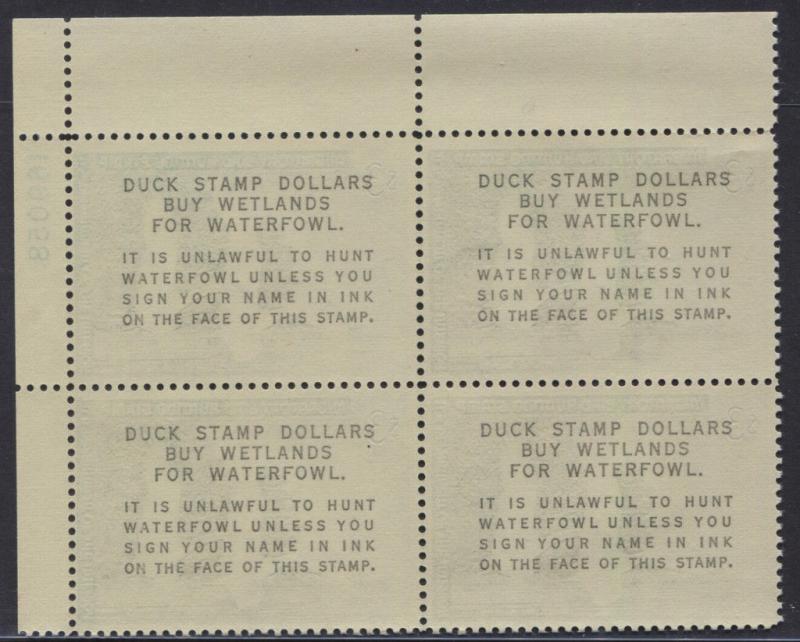 DUCK STAMP DOLLARS
BUY WETLANDS
FOR WATERFOWL.
IT IS UNLAWFUL TO HUNT
WATERFOWL UNLESS YOU
SIGN YOUR NAME IN INK
ON THE FACE OF THIS STAMP.
DUCK STAMP DOLLARS
BUY WETLANDS
FOR WATERFOWL.
IT IS UNLAWFUL TO HUNT
WATERFOWL UNLESS YOU
SIGN YOUR NAME IN INK
ON THE FACE OF THIS STAMP.
DUCK STAMP DOLLARS
BUY WETLANDS
FOR WATERFOWL.
IT IS UNLAWFUL TO HUNT
WATERFOWL UNLESS YOU
SIGN YOUR NAME IN INK
ON THE FACE OF THIS STAMP.
DUCK STAMP DOLLARS
BUY WETLANDS
FOR WATERFOWL.
IT IS UNLAWFUL TO HUNT
WATERFOWL UNLESS YOU
SIGN YOUR NAME IN INK
ON THE FACE OF THIS STAMP.